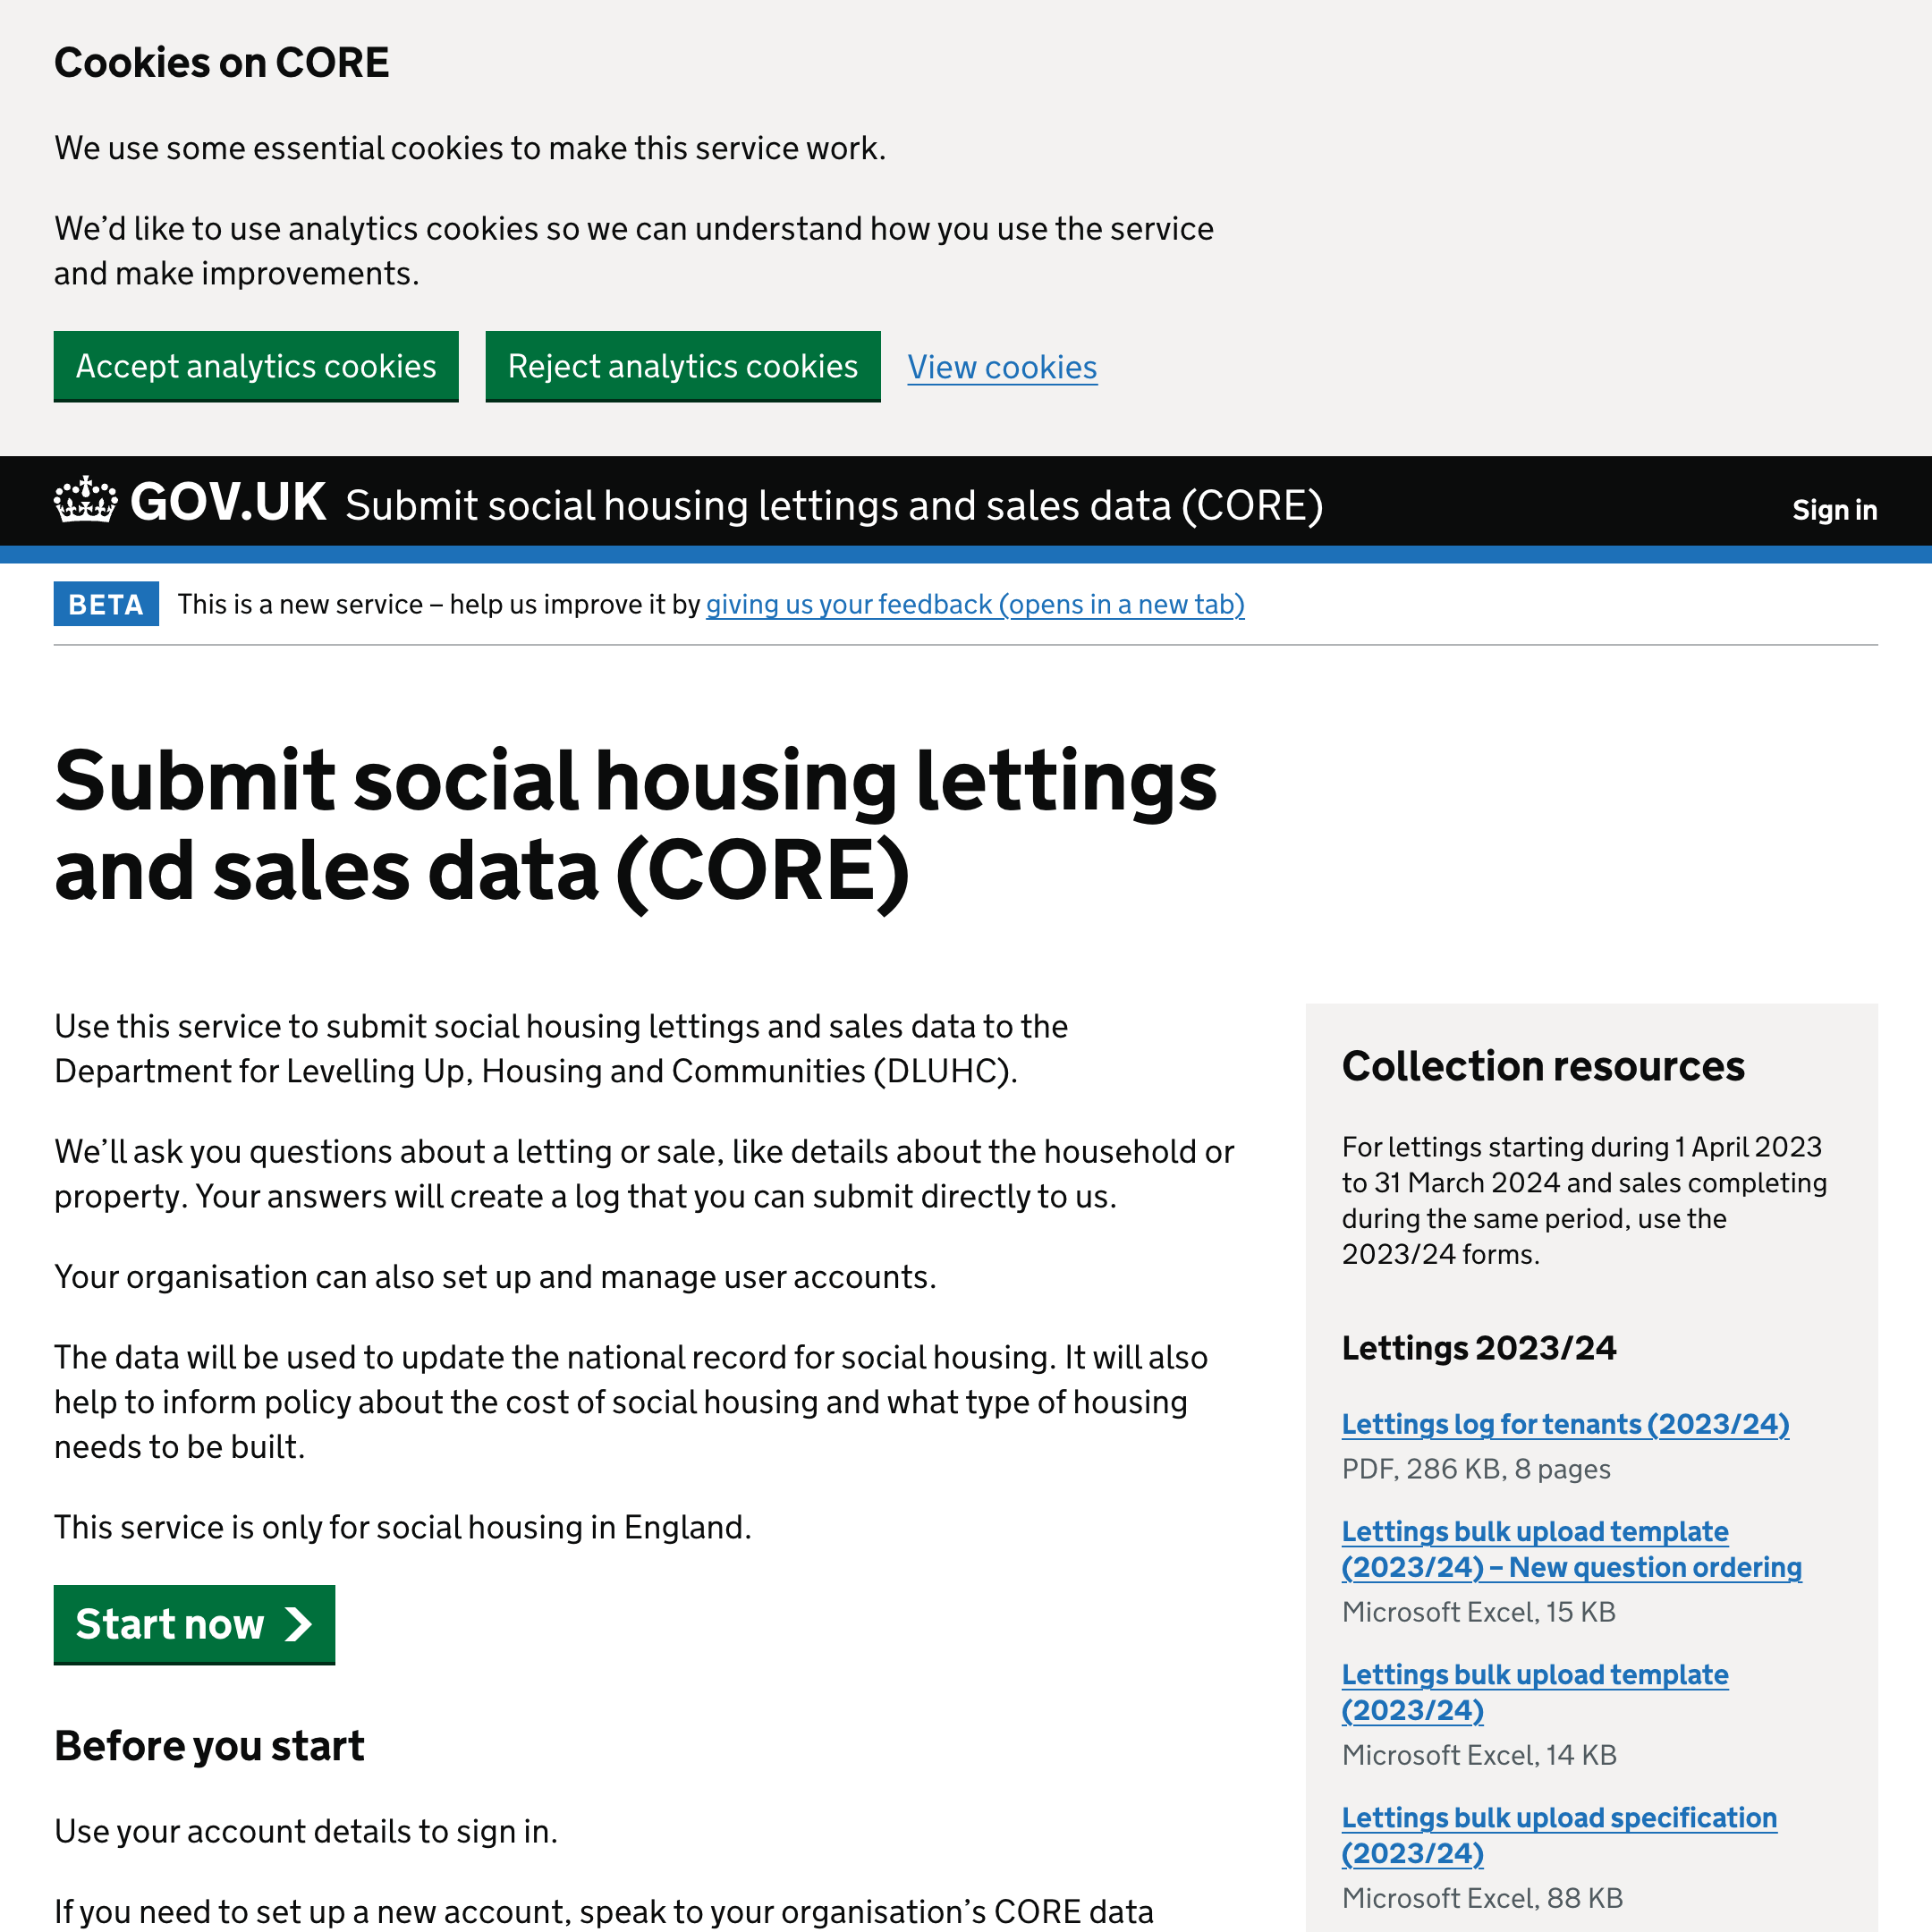 Cookies on CORE
We use some essential cookies to make this service work.
We’d like to use analytics cookies so we can understand how you use the service
and make improvements.
Accept analytics cookies
Reject analytics cookies
View cookies
GOV.UK Submit social housing lettings and sales data (CORE)
Sign in
BETA
This is a new service – help us improve it by giving us your feedback (opens in a new tab)
Submit social housing lettings
and sales data (CORE)
Use this service to submit social housing lettings and sales data to the
Department for Levelling Up, Housing and Communities (DLUHC).
We’ll ask you questions about a letting or sale, like details about the household or
property. Your answers will create a log that you can submit directly to us.
Your organisation can also set up and manage user accounts.
The data will be used to update the national record for social housing. It will also
help to inform policy about the cost of social housing and what type of housing
needs to be built.
This service is only for social housing in England.
Start now
Before you start
Use your account details to sign in.
If you need to set up a new account, speak to your organisation’s CORE data
Collection resources
For lettings starting during 1 April 2023
to 31 March 2024 and sales completing
during the same period, use the
2023/24 forms.
Lettings 2023/24
Lettings log for tenants (2023/24)
PDF, 286 KB, 8 pages
Lettings bulk upload template
(2023/24) – New question ordering
Microsoft Excel, 15 KB
Lettings bulk upload template
(2023/24)
Microsoft Excel, 14 KB
Lettings bulk upload specification
(2023/24)
Microsoft Excel, 88 KB